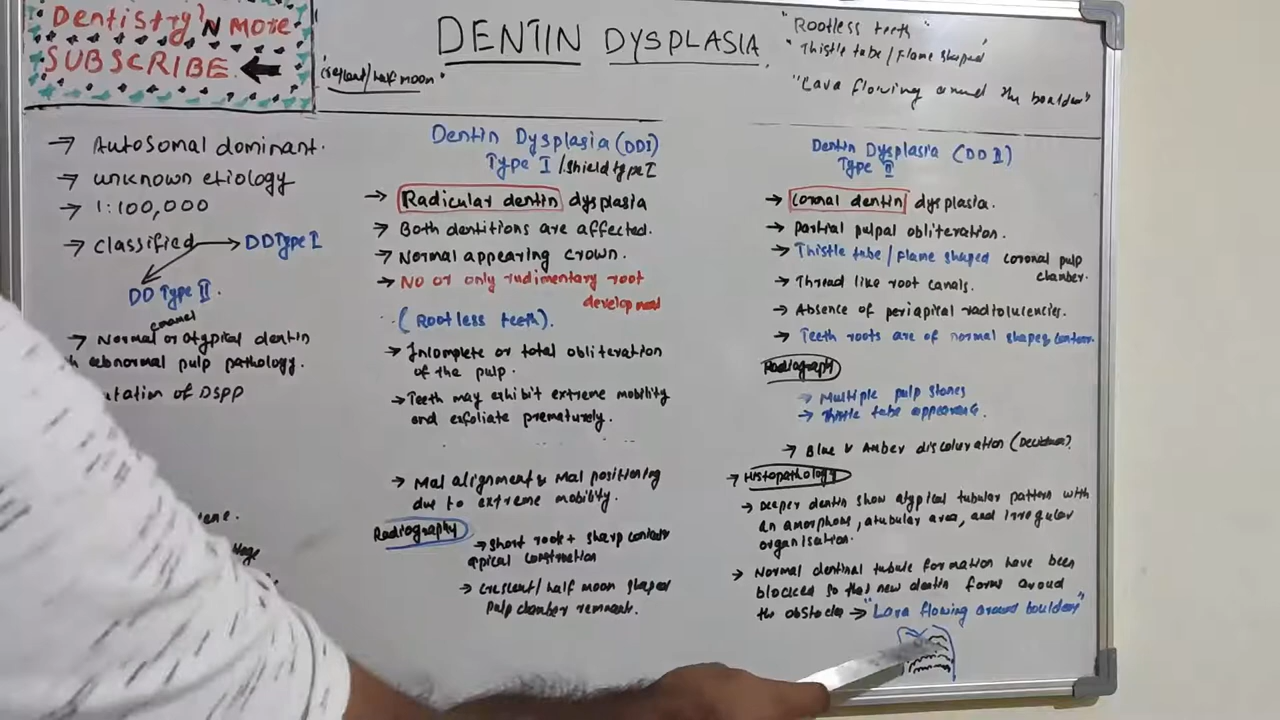 Dentistry'N More
SUBSCRIBE
DENTIN DYSPLASIA
"Rootless teeth"
"Thistle tube/Flame shaped"
"Lava flowing around the boulders"
half moon"
→ Autosomal dominant.
→ unknown etiology
→ 1:100,000
→ classified → DD Type I
DD Type II.
enamel
→ Normal or atypical dentin
abnormal pulp pathology.
of DSPP
Dentin Dysplasia (DDI)
Type I /shield type I
→ Radicular dentin dysplasia
→ Both dentitions are affected.
→ Normal appearing crown.
→ No or only rudimentary root
development
(Rootless teeth).
→ Incomplete or total obliteration
of the pulp.
→ Teeth may exhibit extreme mobility
and exfoliate prematurely.
→ Mal alignment & Mal positioning
due to extreme mobility.
Radiography
→ short root + sharp conical
apical constriction
→ crescent/half moon shaped
pulp chamber remnant.
Dentin Dysplasia (DD II)
Type II
→ Coronal dentin dysplasia.
→ Partial pulpal obliteration.
→ Thistle tube/Flame shaped coronal pulp
chamber.
→ Thread like root canals.
→ Absence of periapical radiolucencies.
→ Teeth roots are of normal shape & contour.
Radiography
→ Multiple pulp stones
→ Thistle tube appearance.
→ Blue & Amber discoluration (Deciduous).
→ Histopathology
→ Deeper dentin show atypical tubular pattern with
an amorphous, atubular area, and irregular
organisation.
→ Normal dentinal tubule formation have been
blocked so that new dentin forms around
the obstacle → "Lava flowing around boulders"